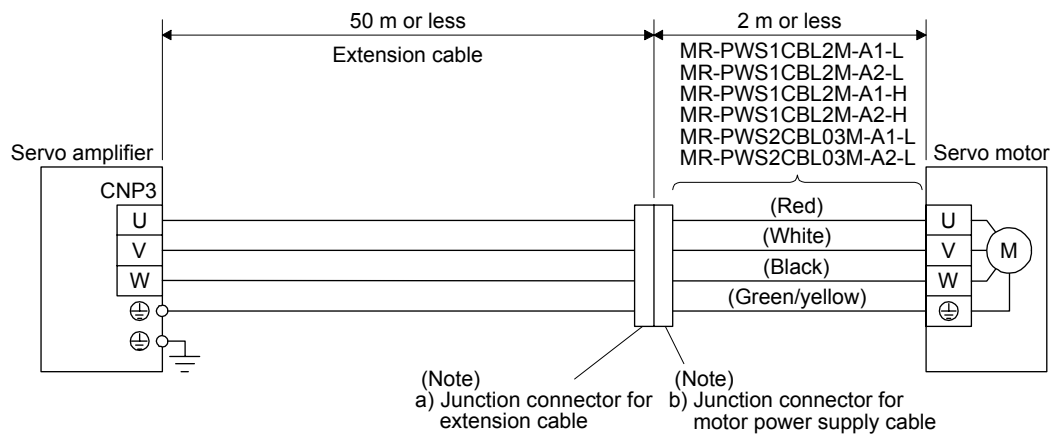 50 m or less
2 m or less
Extension cable
MR-PWS1CBL2M-A1-L
MR-PWS1CBL2M-A2-L
MR-PWS1CBL2M-A1-H
MR-PWS1CBL2M-A2-H
MR-PWS2CBL03M-A1-L
MR-PWS2CBL03M-A2-L
Servo amplifier
Servo motor
CNP3
U
V
W
(Red)
(White)
(Black)
(Green/yellow)
U
V
W
M
(Note)
a) Junction connector for
extension cable
(Note)
b) Junction connector for
motor power supply cable